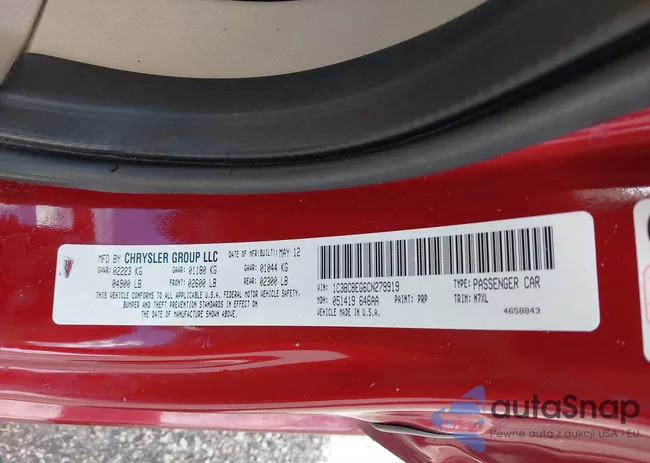 MFD BY CHRYSLER GROUP LLC DATE OF MFR(BUILT): MAY 12
GVWR: 02223 KG GAWR: 01180 KG GAWR: 01044 KG
04900 LB FRONT: 02600 LB REAR: 02300 LB
THIS VEHICLE CONFORMS TO ALL APPLICABLE U.S.A. FEDERAL MOTOR VEHICLE SAFETY,
BUMPER AND THEFT PREVENTION STANDARDS IN EFFECT ON
THE DATE OF MANUFACTURE SHOWN ABOVE.
VIN: 1C3BCBEG6CN279919 TYPE: PASSENGER CAR
MDH: 051419 646AA PAINT: PRP TRIM: M7XL
VEHICLE MADE IN U.S.A. 4658843
autaSnap
Pewne auta z aukcji USA i EU